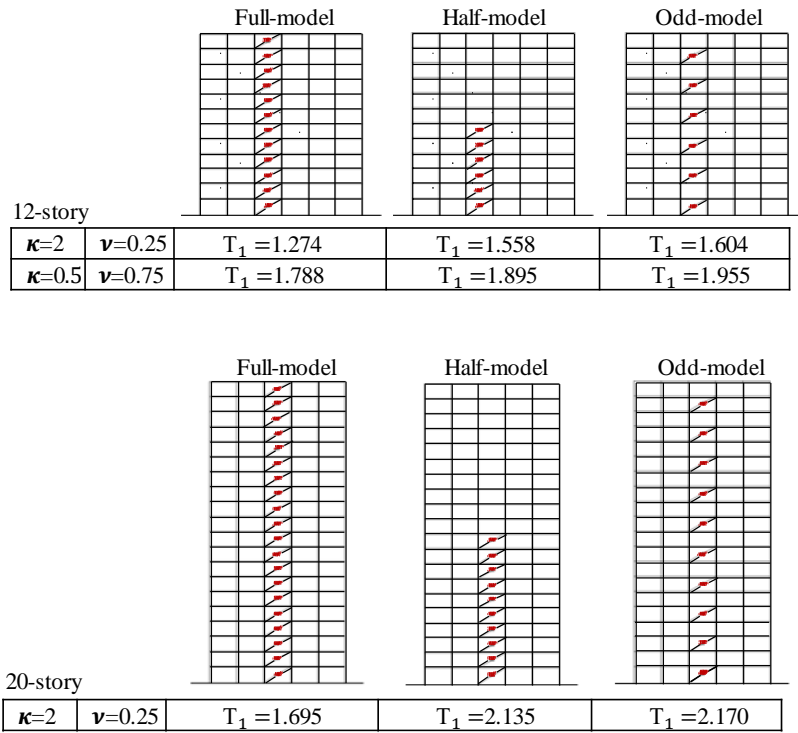 Full-model Half-model Odd-model
12-story
κ=2 ν=0.25 T₁ =1.274 T₁ =1.558 T₁ =1.604
κ=0.5 ν=0.75 T₁ =1.788 T₁ =1.895 T₁ =1.955
Full-model Half-model Odd-model
20-story
κ=2 ν=0.25 T₁=1.695 T₁ =2.135 T₁ =2.170